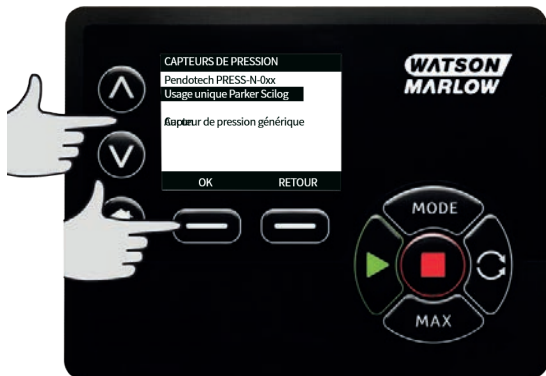 CAPTEURS DE PRESSION
Pendotech PRESS-N-0xx
Usage unique Parker Scilog
de pression générique
OK RETOUR
WATSON
MARLOW
MODE
MAX